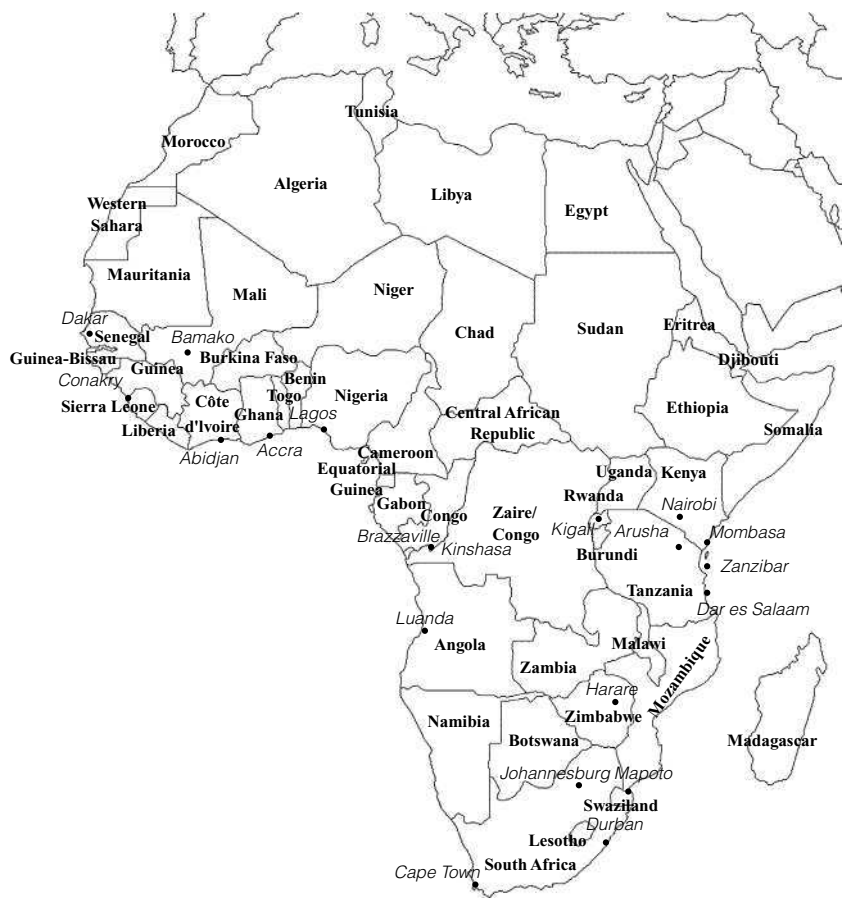 Tunisia
Morocco
Algeria
Libya
Egypt
Western
Sahara
Mauritania
Mali
Niger
Chad
Sudan
Eritrea
Dakar
Senegal
Bamako
Guinea-Bissau
Burkina Faso
Djibouti
Guinea
Conakry
Benin
Nigeria
Sierra Leone
Côte
d'Ivoire
Togo
Ghana
Lagos
Central African
Republic
Ethiopia
Somalia
Liberia
Abidjan
Accra
Cameroon
Equatorial
Guinea
Uganda
Kenya
Gabon
Congo
Zaire/
Congo
Rwanda
Nairobi
Brazzaville
Kinshasa
Kigali
Arusha
Mombasa
Burundi
Zanzibar
Tanzania
Dar es Salaam
Luanda
Angola
Malawi
Zambia
Mozambique
Harare
Zimbabwe
Namibia
Botswana
Madagascar
Johannesburg
Mapoto
Swaziland
Durban
Lesotho
South Africa
Cape Town